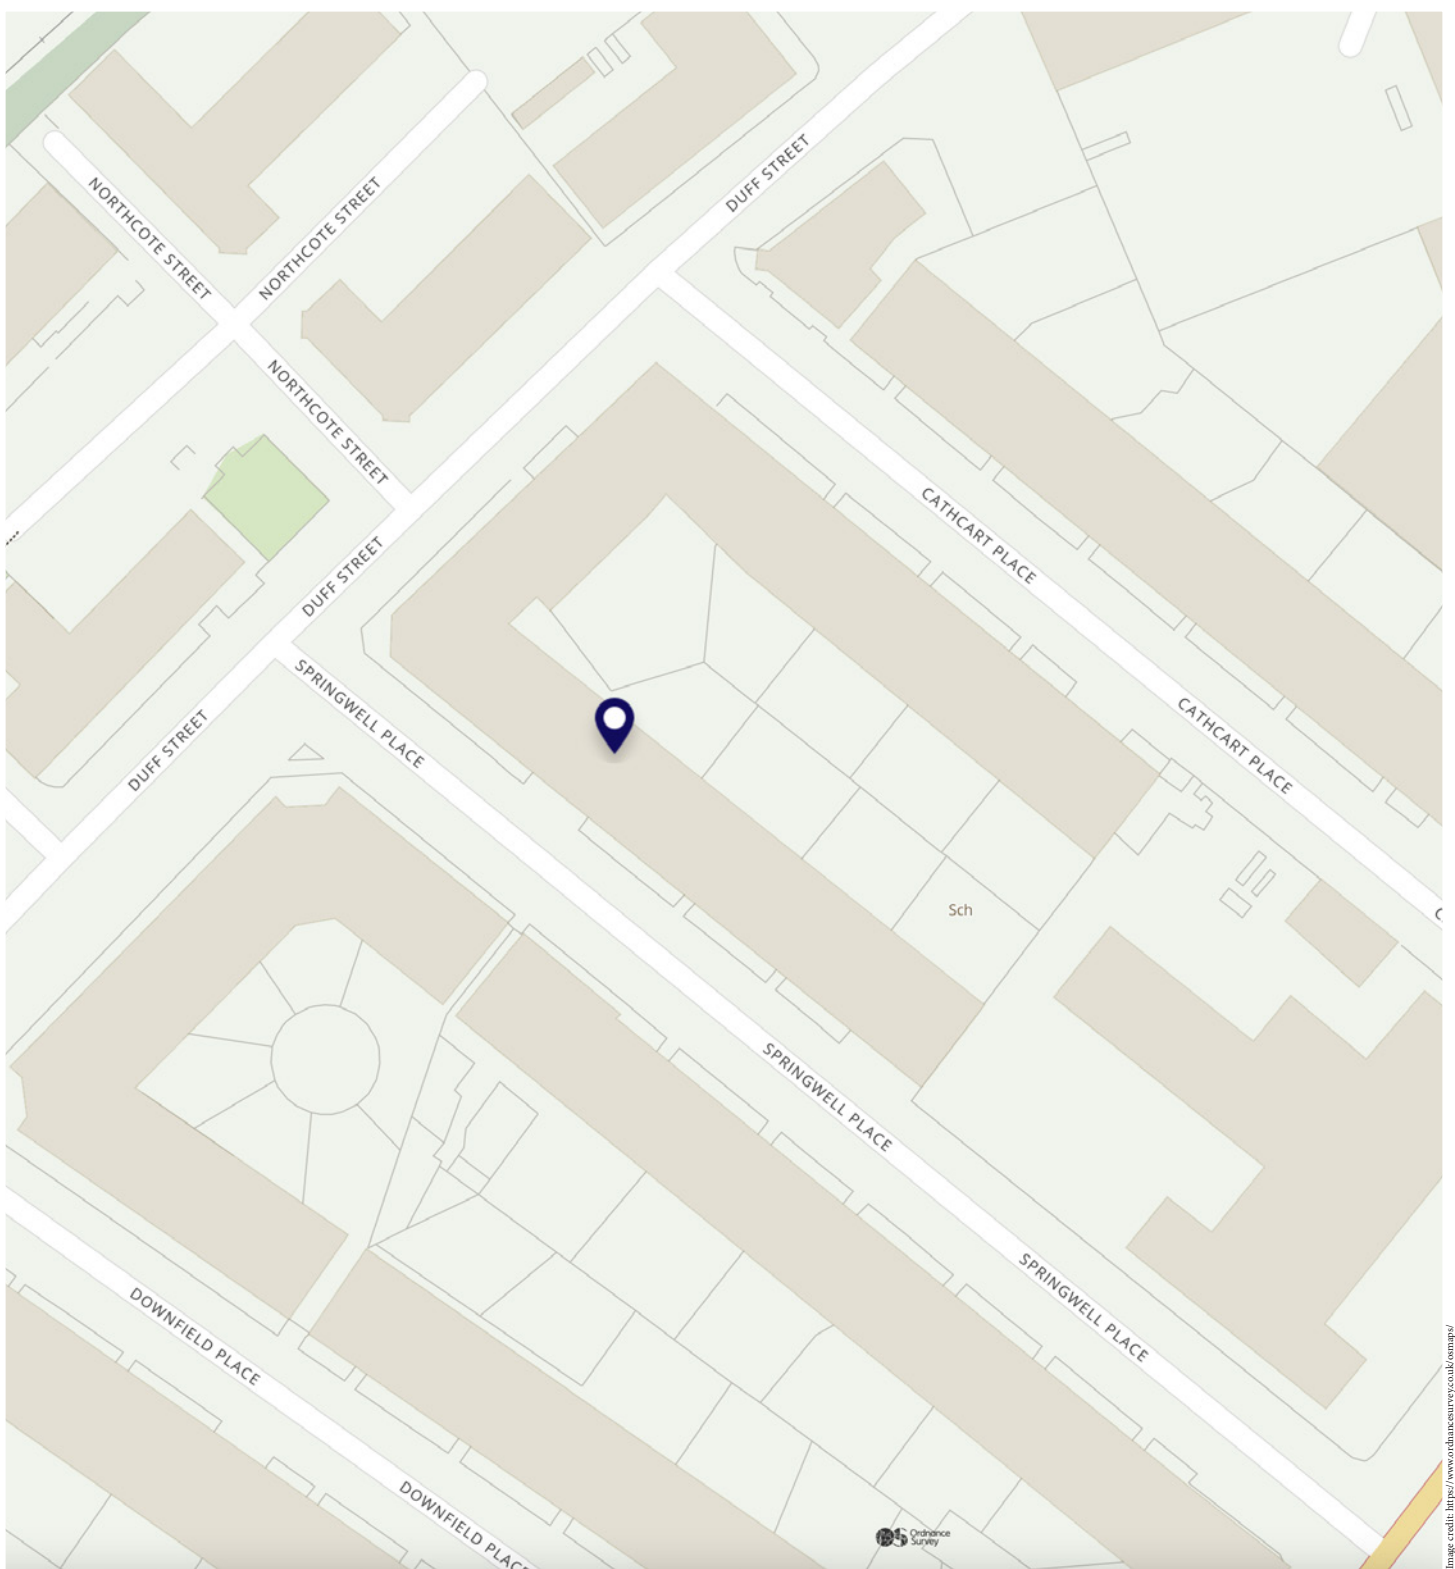 DUFF STREET
NORTHCOTE STREET
NORTHCOTE STREET
NORTHCOTE STREET
CATHCART PLACE
DUFF STREET
SPRINGWELL PLACE
DUFF STREET
CATHCART PLACE
Sch
C
SPRINGWELL PLACE
SPRINGWELL PLACE
DOWNFIELD PLACE
DOWNFIELD PLACE
OS Ordnance
Survey
Image credit: https://www.ordnancesurvey.co.uk/osmaps/